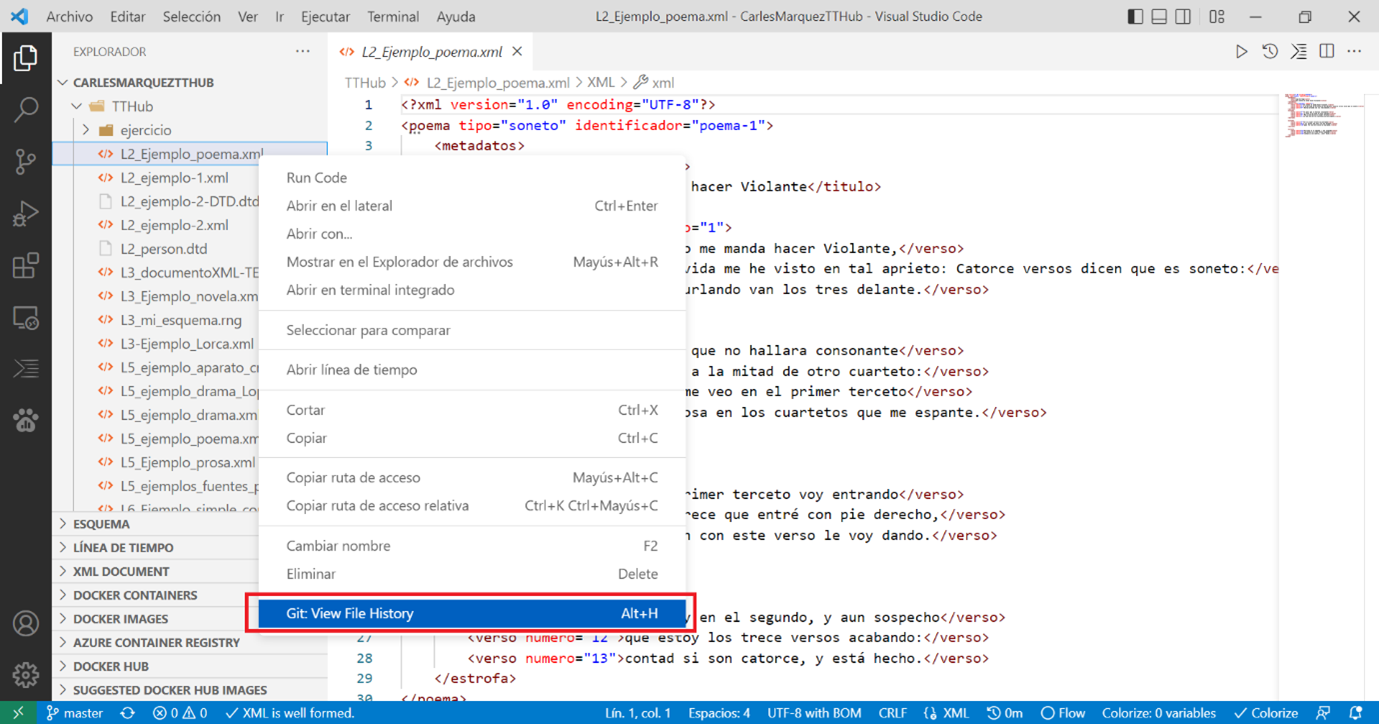 Archivo Editar Selección Ver Ir Ejecutar Terminal Ayuda
L2_Ejemplo_poema.xml - CarlesMarquezTTHub - Visual Studio Code
EXPLORADOR
CARLESMARQUEZTTHUB
TTHub
ejercicio
L2_Ejemplo_poema.xml
L2_ejemplo-1.xml
L2_ejemplo-2-DTD.dtd
L2_ejemplo-2.xml
L2_person.dtd
L3_documentoXML-TE
L3_Ejemplo_novela.xm
L3_mi_esquema.rng
L3-Ejemplo_Lorca.xml
L5_ejemplo_aparato_cr
L5_ejemplo_drama_Lop
L5_ejemplo_drama.xm
L5_ejemplo_poema.xm
L5_Ejemplo_prosa.xml
L5_ejemplos_fuentes_p
L6_Ejemplo_simple_co
ESQUEMA
LÍNEA DE TIEMPO
XML DOCUMENT
DOCKER CONTAINERS
DOCKER IMAGES
AZURE CONTAINER REGISTRY
DOCKER HUB
SUGGESTED DOCKER HUB IMAGES
L2_Ejemplo_poema.xml
TTHub > L2_Ejemplo_poema.xml > XML > xml
1 <?xml version="1.0" encoding="UTF-8"?>
2 <poema tipo="soneto" identificador="poema-1">
3 <metadatos>
>
hacer Violante</titulo>
o="1">
o me manda hacer Violante,</verso>
vida me he visto en tal aprieto: Catorce versos dicen que es soneto:</ve
urlando van los tres delante.</verso>
que no hallara consonante</verso>
a la mitad de otro cuarteto:</verso>
me veo en el primer terceto</verso>
osa en los cuartetos que me espante.</verso>
rimer terceto voy entrando</verso>
rece que entré con pie derecho,</verso>
n con este verso le voy dando.</verso>
y en el segundo, y aun sospecho</verso>
27 <verso numero="12">que estoy los trece versos acabando:</verso>
28 <verso numero="13">contad si son catorce, y está hecho.</verso>
29 </estrofa>
30 </poema>
Run Code
Abrir en el lateral Ctrl+Enter
Abrir con...
Mostrar en el Explorador de archivos Mayús+Alt+R
Abrir en terminal integrado
Seleccionar para comparar
Abrir línea de tiempo
Cortar Ctrl+X
Copiar Ctrl+C
Copiar ruta de acceso Mayús+Alt+C
Copiar ruta de acceso relativa Ctrl+K Ctrl+Mayús+C
Cambiar nombre F2
Eliminar Delete
Git: View File History Alt+H
master 0 0 XML is well formed. Lín. 1, col. 1 Espacios: 4 UTF-8 with BOM CRLF XML 0m Flow Colorize: 0 variables Colorize